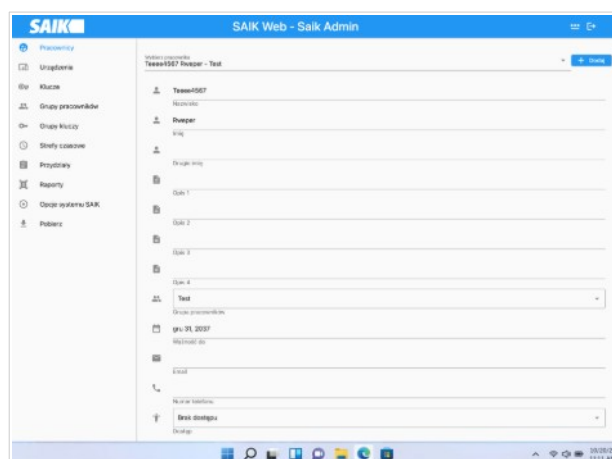 SAIK
SAIK Web - Saik Admin
Pracownicy
Urządzenia
Klucze
Grupy pracowników
Grupy kluczy
Strefy czasowe
Przydziały
Raporty
Opcje systemu SAIK
Pobierz
Wybierz pracownika
Teeee4567 Rweper - Test
+ Dodaj
Teeee4567
Nazwisko
Rweper
Imię
Drugie imię
Opis 1
Opis 2
Opis 3
Opis 4
Test
Grupa pracowników
gru 31, 2037
Ważność do
Email
Numer telefonu
Brak dostępu
Dostęp